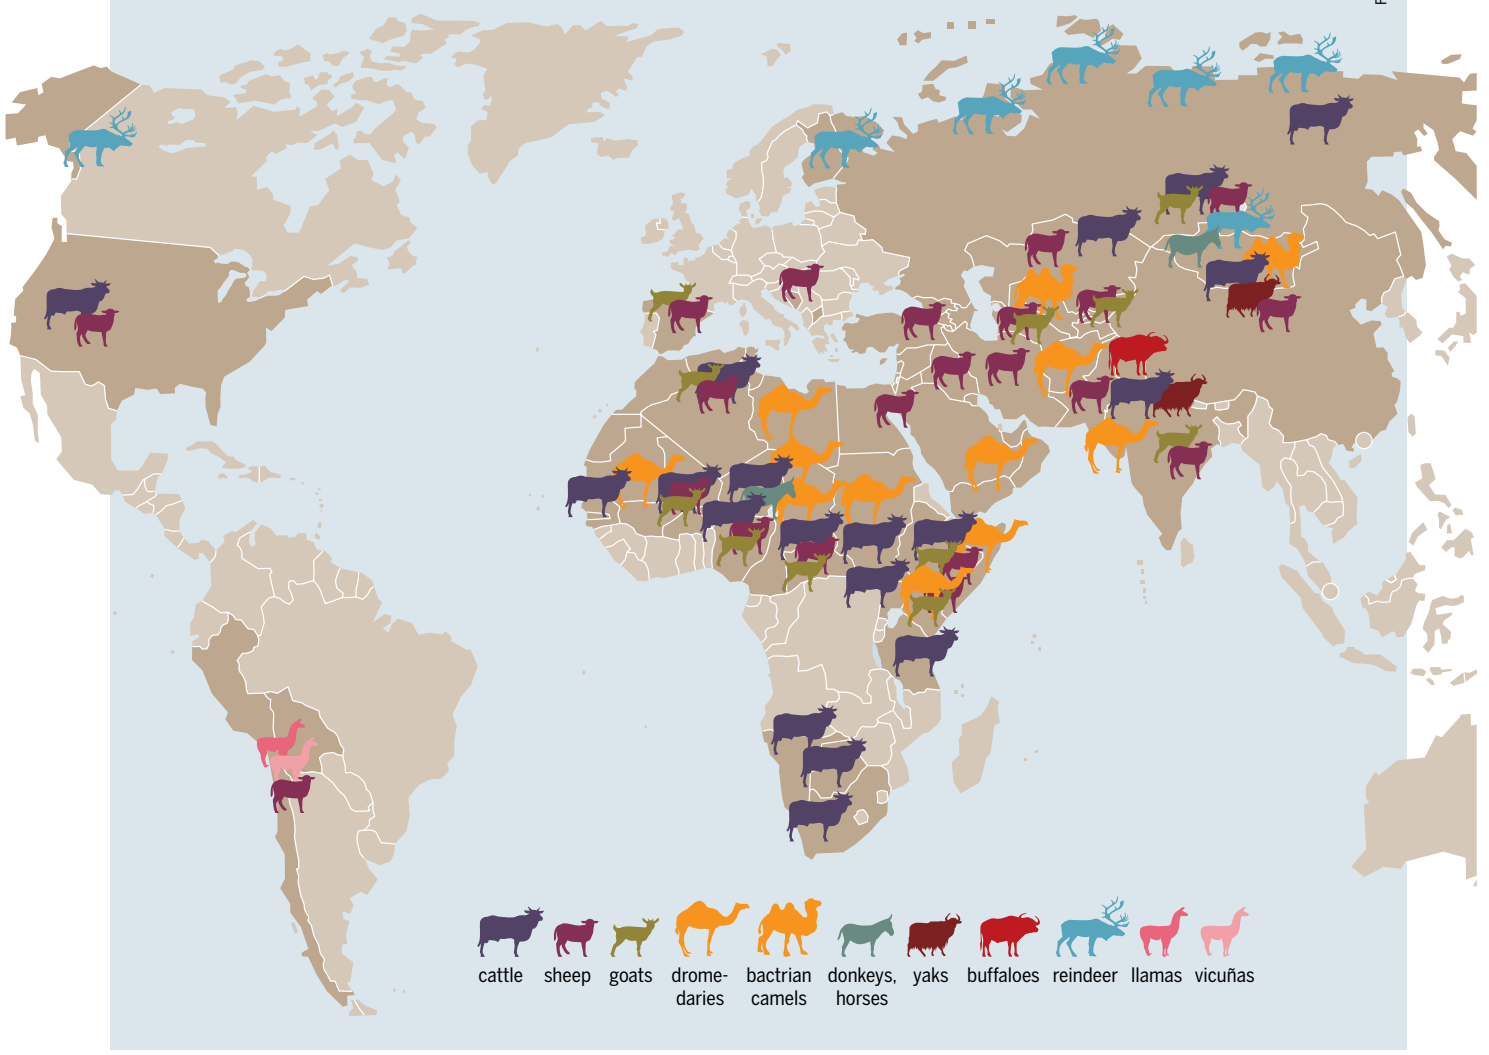 cattle sheep goats drome- bactrian donkeys, yaks buffaloes reindeer llamas vicuñas
daries camels horses